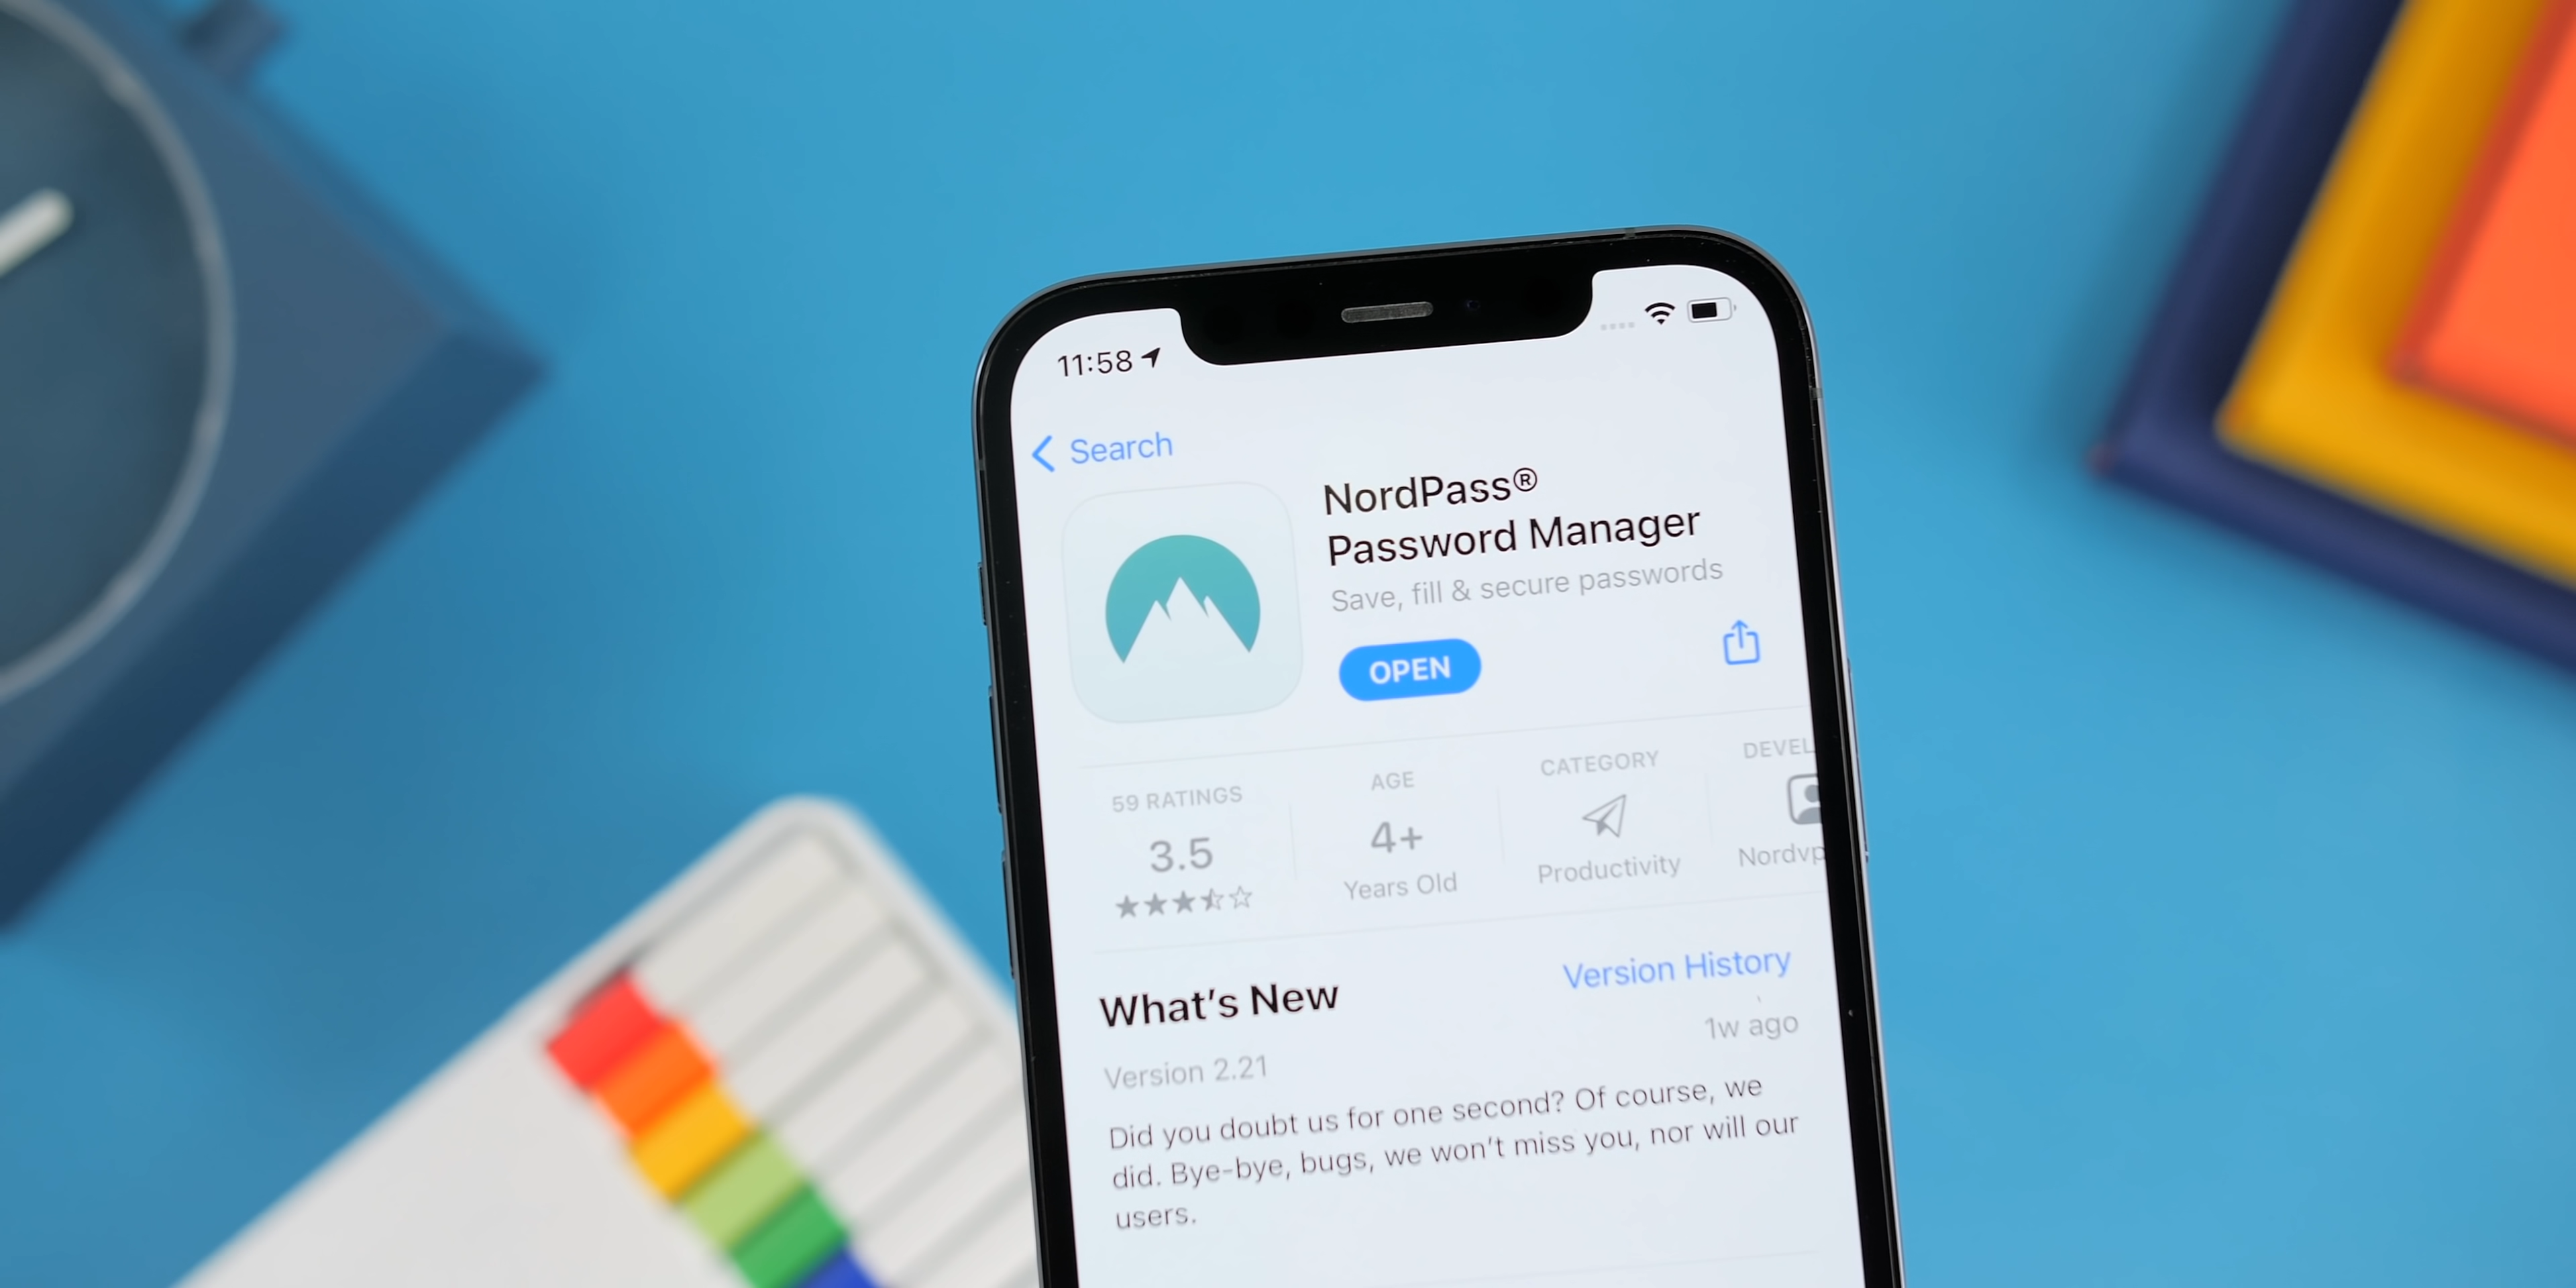 11:58
Search
NordPass®
Password Manager
Save, fill & secure passwords
OPEN
59 RATINGS
AGE
CATEGORY
3.5
4+
Years Old
Productivity
What's New
Version History
Version 2.21
1w ago
Did you doubt us for one second? Of course, we
did. Bye-bye, bugs, we won't miss you, nor will our
users.